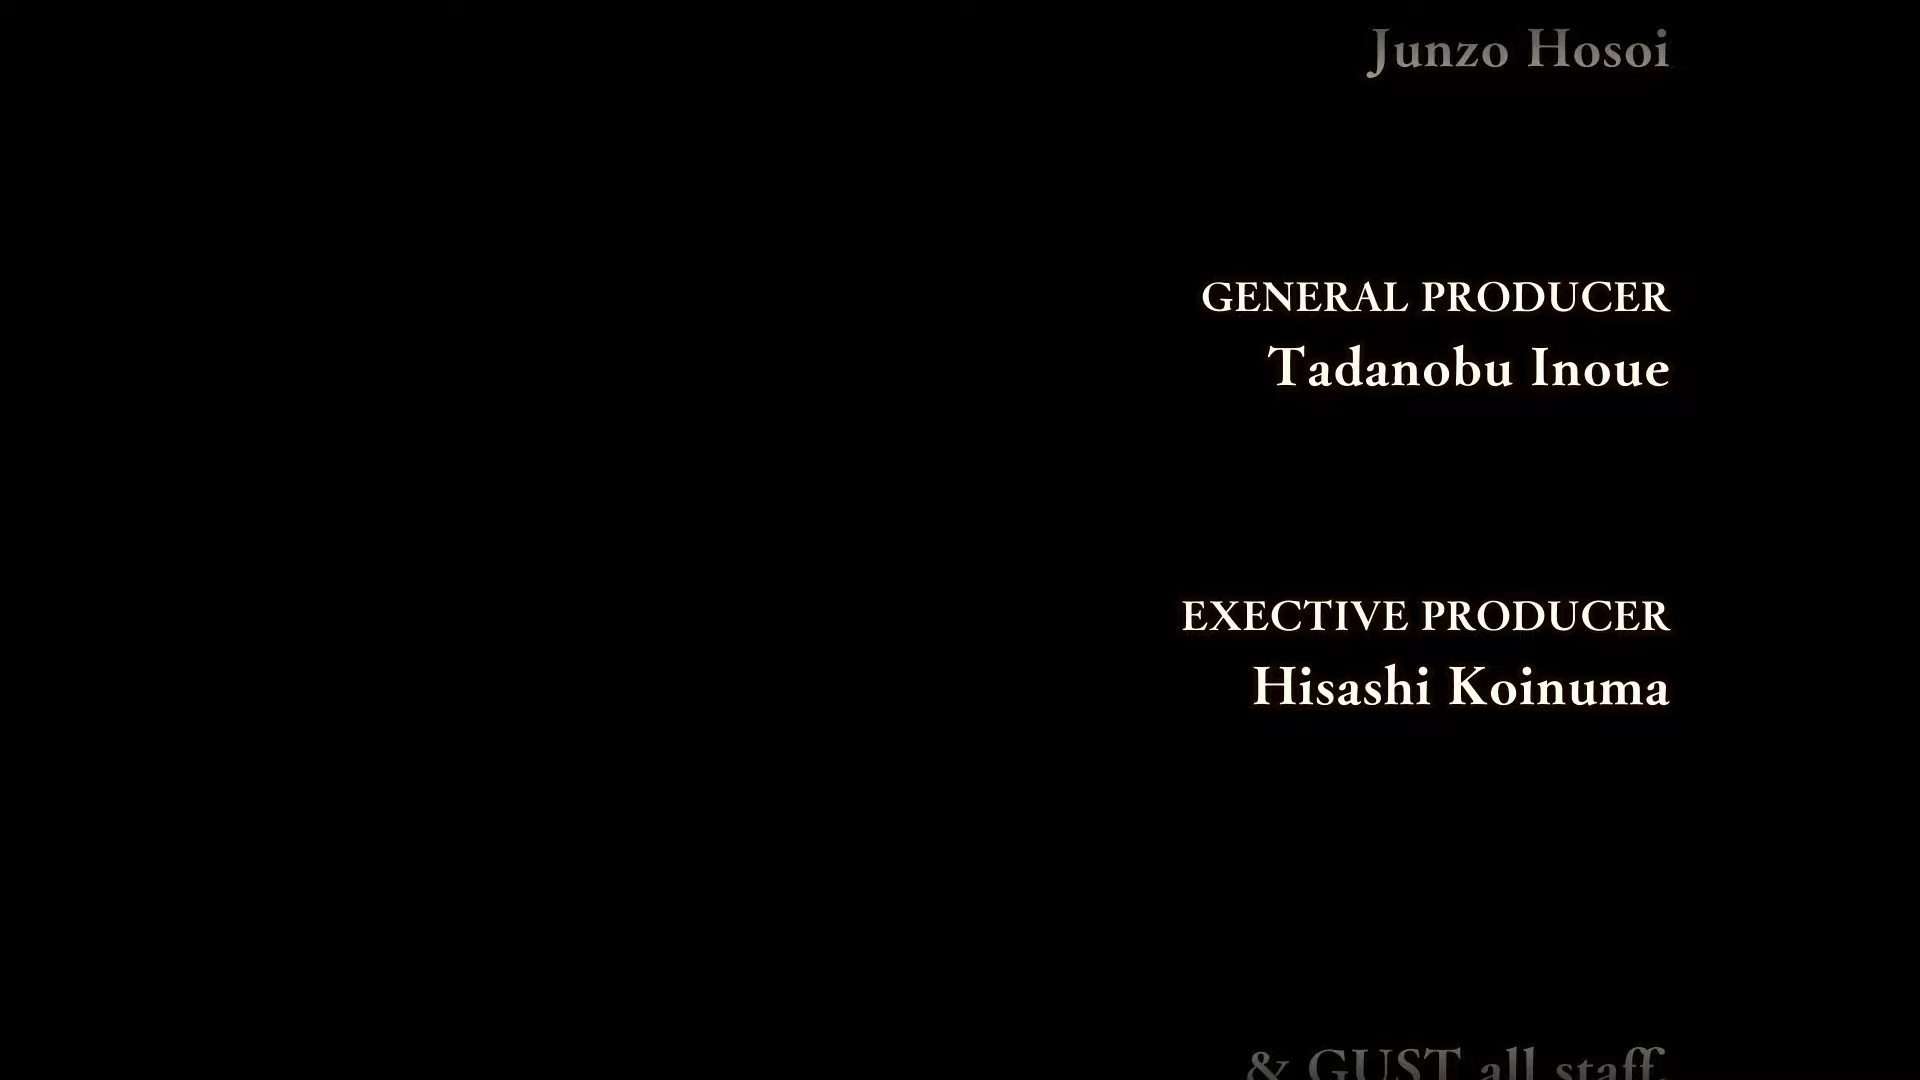 Junzo Hosoi
GENERAL PRODUCER
Tadanobu Inoue
EXECTIVE PRODUCER
Hisashi Koinuma
& GUST all staff.